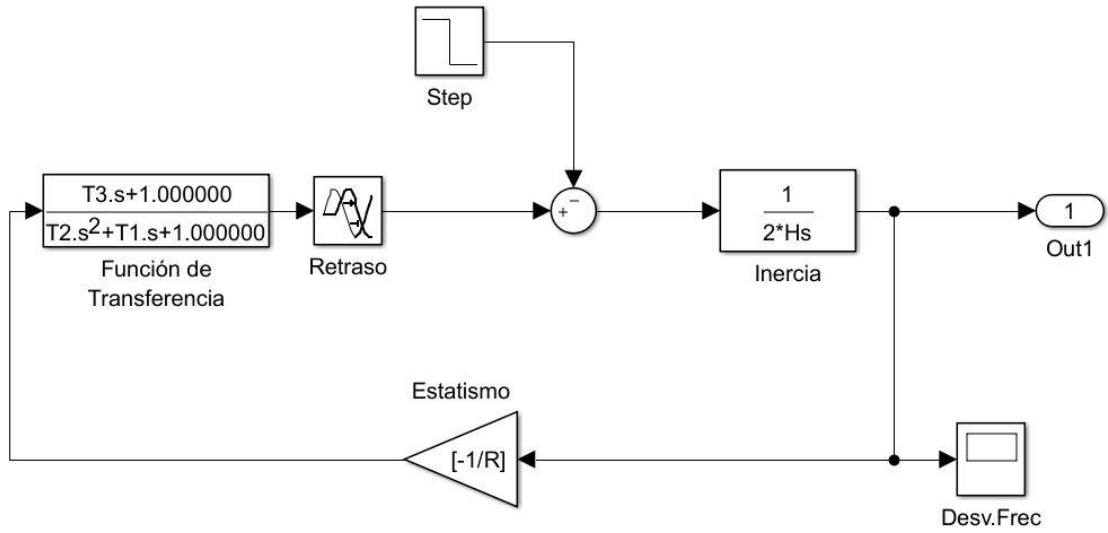 Step
T3.s+1.000000
T2.s2+T1.s+1.000000
Función de
Transferencia
Retraso
−
+
1
2*Hs
Inercia
1
Out1
Estatismo
[-1/R]
Desv.Frec